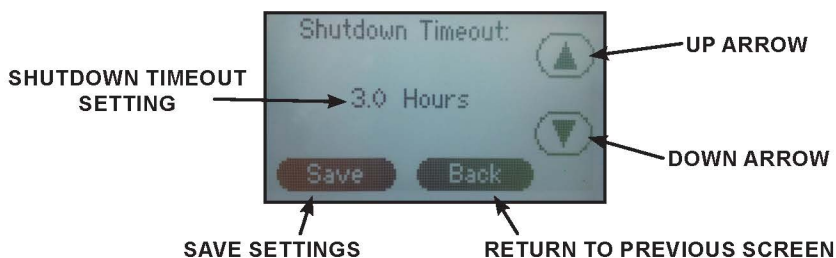 Shutdown Timeout:
UP ARROW
SHUTDOWN TIMEOUT
SETTING
3.0 Hours
DOWN ARROW
Save
Back
SAVE SETTINGS
RETURN TO PREVIOUS SCREEN